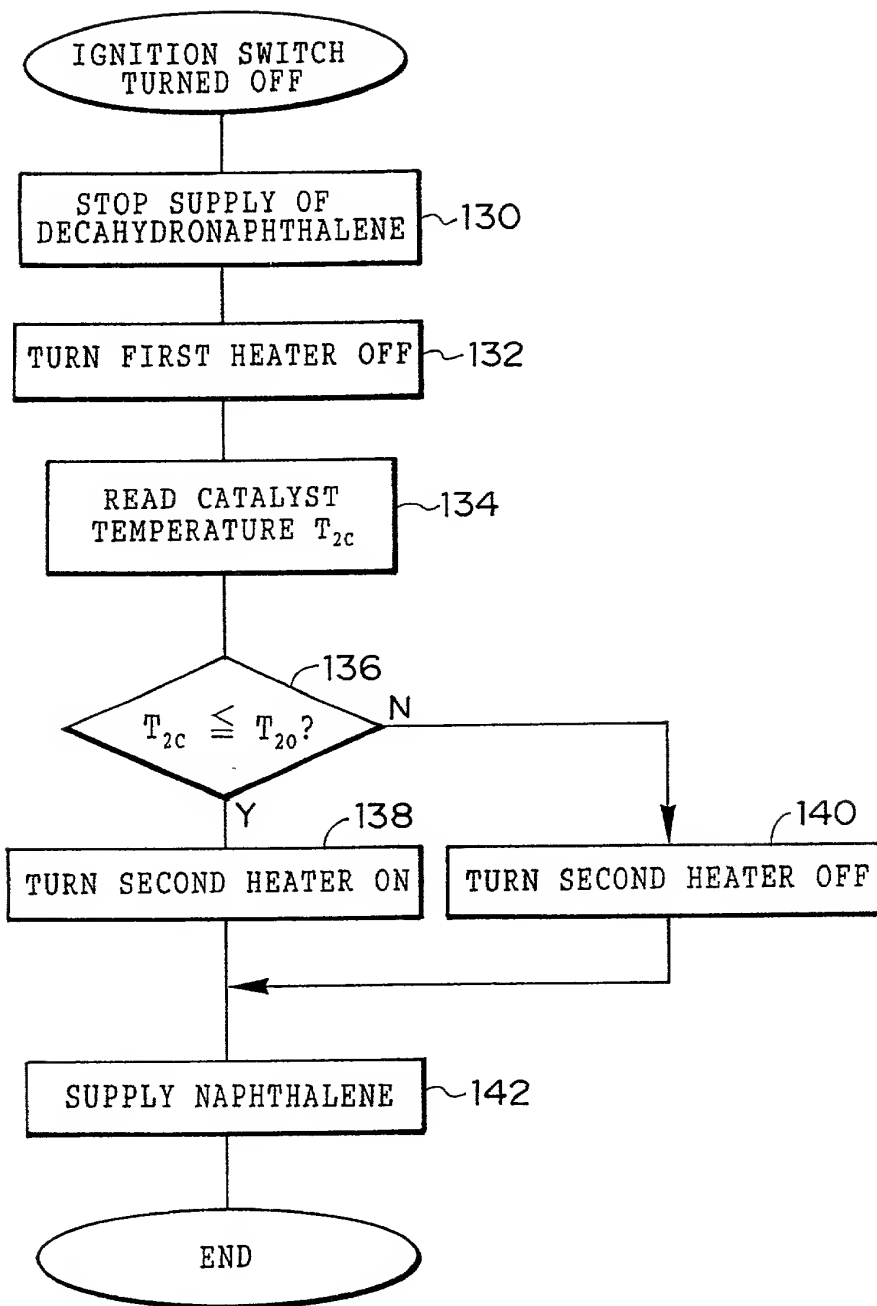 IGNITION SWITCH
TURNED OFF
STOP SUPPLY OF
DECAHYDRONAPHTHALENE
130
TURN FIRST HEATER OFF
132
READ CATALYST
TEMPERATURE T2C
134
136
T2C ≦ T20?
N
Y
138
140
TURN SECOND HEATER ON
TURN SECOND HEATER OFF
SUPPLY NAPHTHALENE
142
END